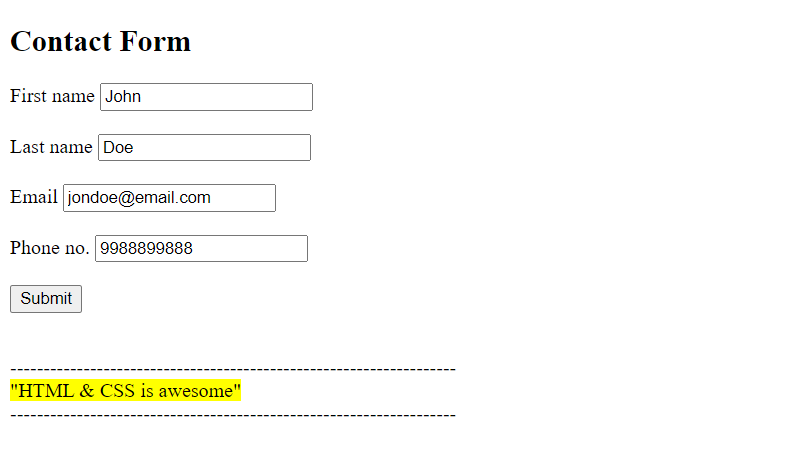 Contact Form
First name John
Last name Doe
Email jondoe@email.com
Phone no. 9988899888
Submit
-------------------------------------------------------------------
"HTML & CSS is awesome"
-------------------------------------------------------------------